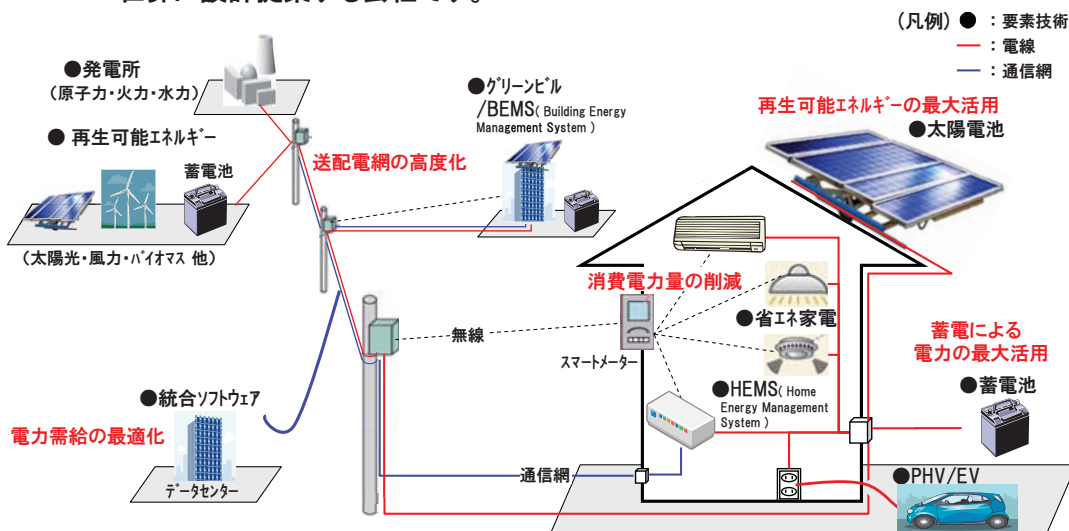 (凡例) ● : 要素技術
― : 電線
― : 通信網
●発電所
(原子力・火力・水力)
●グリーンビル
/BEMS( Building Energy
Management System )
再生可能エネルギーの最大活用
●太陽電池
● 再生可能エネルギー
蓄電池
送配電網の高度化
(太陽光・風力・バイオマス 他)
消費電力量の削減
●省エネ家電
無線
スマートメーター
蓄電による
電力の最大活用
●蓄電池
●HEMS( Home
Energy Management
System )
●統合ソフトウェア
電力需給の最適化
データセンター
通信網
●PHV/EV